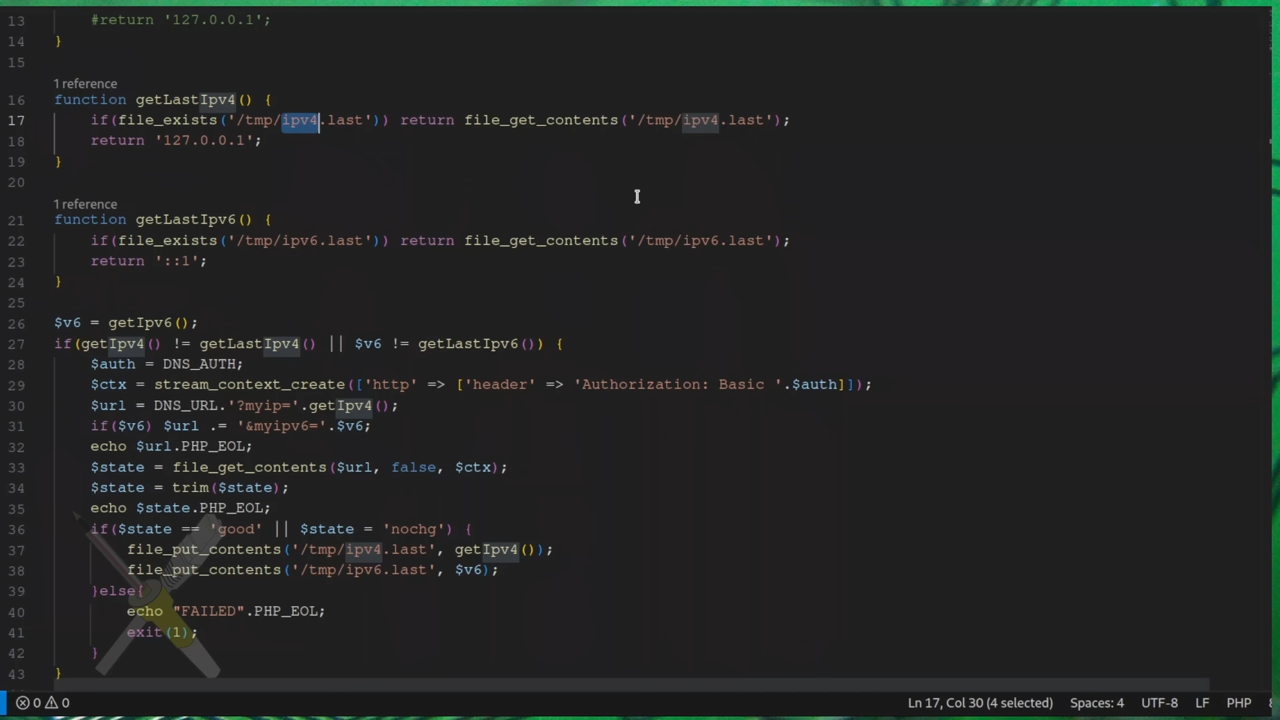 13 #return '127.0.0.1';
14 }
15
1 reference
16 function getLastIpv4() {
17 if(file_exists('/tmp/ipv4.last')) return file_get_contents('/tmp/ipv4.last');
18 return '127.0.0.1';
19 }
20
1 reference
21 function getLastIpv6() {
22 if(file_exists('/tmp/ipv6.last')) return file_get_contents('/tmp/ipv6.last');
23 return '::1';
24 }
25
26 $v6 = getIpv6();
27 if(getIpv4() != getLastIpv4() || $v6 != getLastIpv6()) {
28 $auth = DNS_AUTH;
29 $ctx = stream_context_create(['http' => ['header' => 'Authorization: Basic '.$auth]]);
30 $url = DNS_URL.'?myip='.getIpv4();
31 if($v6) $url .= '&myipv6='.$v6;
32 echo $url.PHP_EOL;
33 $state = file_get_contents($url, false, $ctx);
34 $state = trim($state);
35 echo $state.PHP_EOL;
36 if($state == 'good' || $state = 'nochg') {
37 file_put_contents('/tmp/ipv4.last', getIpv4());
38 file_put_contents('/tmp/ipv6.last', $v6);
39 }else{
40 echo "FAILED".PHP_EOL;
41 exit(1);
42 }
43 }
0 0 Ln 17, Col 30 (4 selected) Spaces: 4 UTF-8 LF PHP